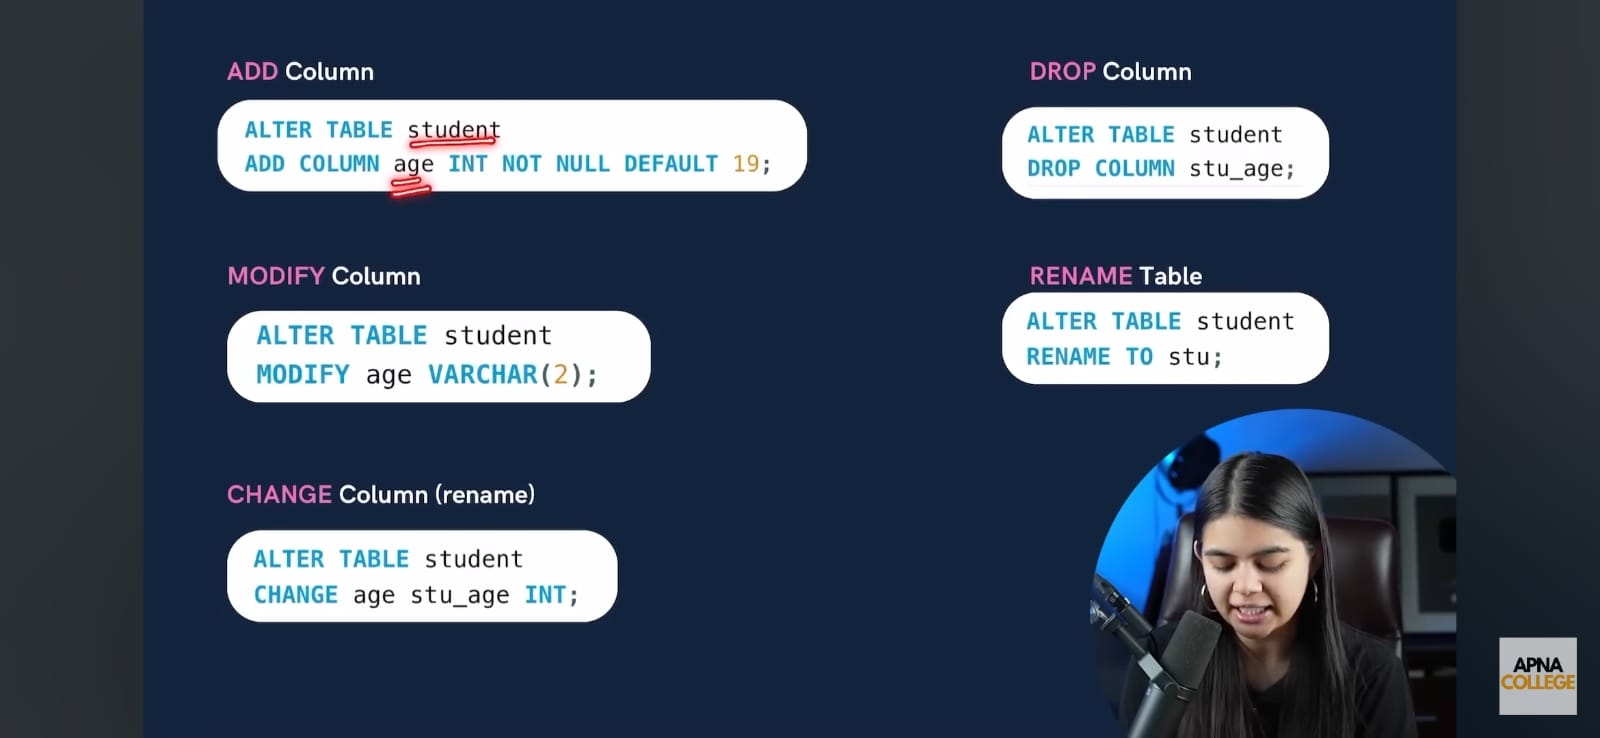 ADD Column
ALTER TABLE student
ADD COLUMN age INT NOT NULL DEFAULT 19;
MODIFY Column
ALTER TABLE student
MODIFY age VARCHAR(2);
CHANGE Column (rename)
ALTER TABLE student
CHANGE age stu_age INT;
DROP Column
ALTER TABLE student
DROP COLUMN stu_age;
RENAME Table
ALTER TABLE student
RENAME TO stu;
APNA
COLLEGE